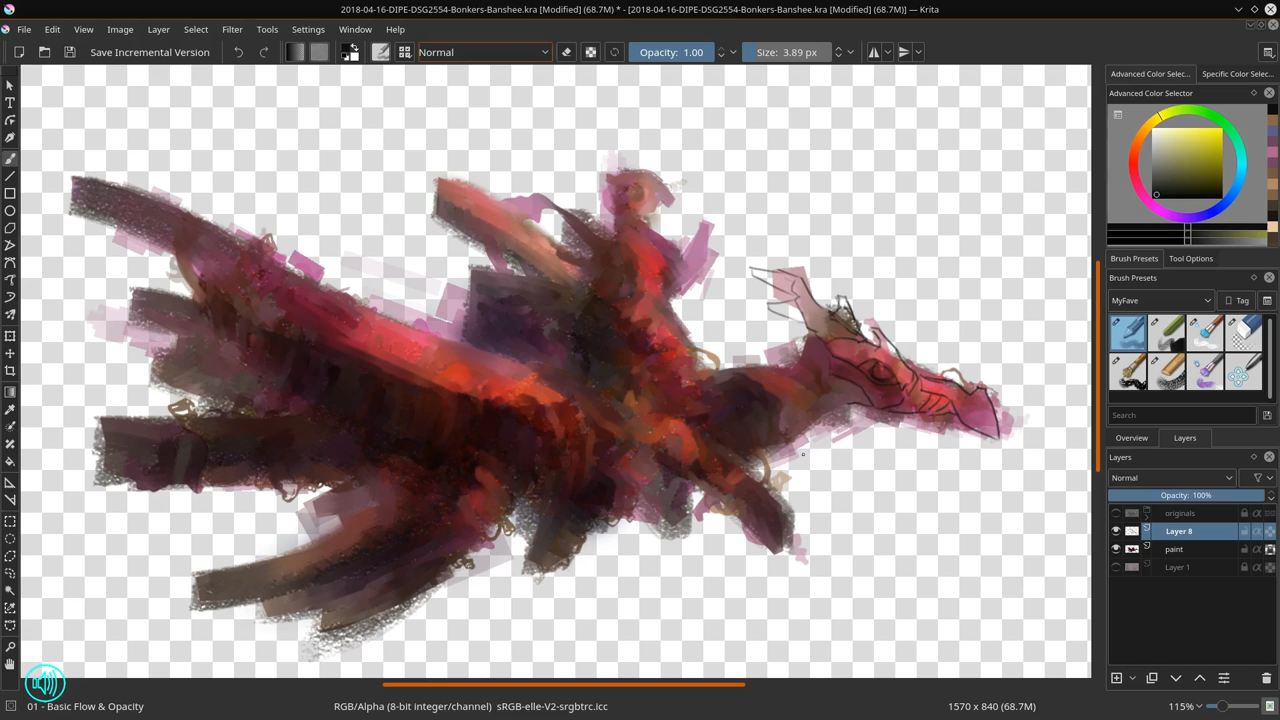 2018-04-16-DIPE-DSG2554-Bonkers-Banshee.kra [Modified] (68.7M) * - [2018-04-16-DIPE-DSG2554-Bonkers-Banshee.kra [Modified] (68.7M)] — Krita
File Edit View Image Layer Select Filter Tools Settings Window Help
Save Incremental Version Normal Opacity: 1.00 Size: 3.89 px
Advanced Color Selec... Specific Color Selec...
Advanced Color Selector
Brush Presets Tool Options
Brush Presets
MyFave Tag
Search
Overview Layers
Layers
Normal
Opacity: 100%
originals
Layer 8
paint
Layer 1
01 - Basic Flow & Opacity RGB/Alpha (8-bit integer/channel) sRGB-elle-V2-srgbtrc.icc 1570 x 840 (68.7M) 115%